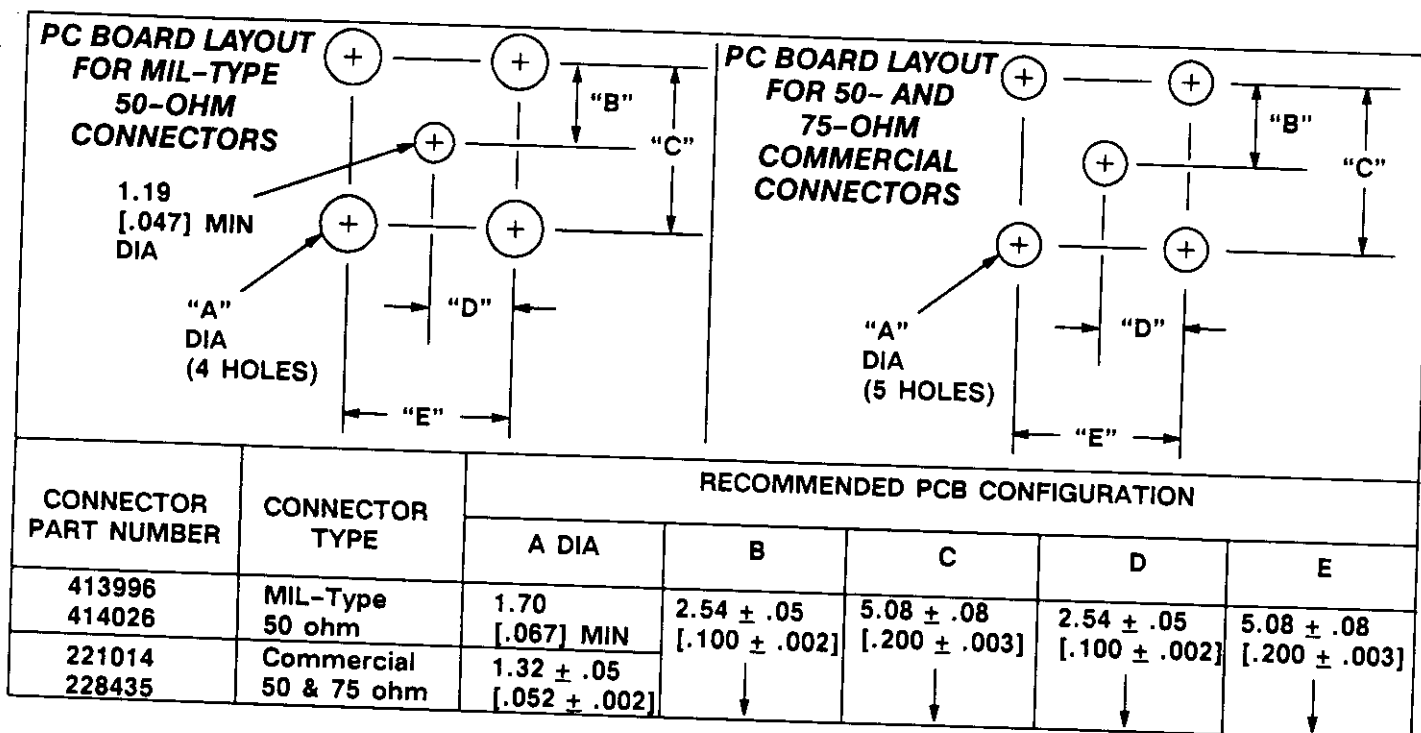 PC BOARD LAYOUT
FOR MIL-TYPE
50-OHM
CONNECTORS
1.19
[.047] MIN
DIA
"A"
DIA
(4 HOLES)
"B"
"C"
"D"
"E"
PC BOARD LAYOUT
FOR 50- AND
75-OHM
COMMERCIAL
CONNECTORS
"A"
DIA
(5 HOLES)
"B"
"C"
"D"
"E"
CONNECTOR
PART NUMBER
CONNECTOR
TYPE
RECOMMENDED PCB CONFIGURATION
A DIA
B
C
D
E
413996
414026
MIL-Type
50 ohm
1.70
[.067] MIN
2.54 ± .05
[.100 ± .002]
5.08 ± .08
[.200 ± .003]
2.54 ± .05
[.100 ± .002]
5.08 ± .08
[.200 ± .003]
221014
228435
Commercial
50 & 75 ohm
1.32 ± .05
[.052 ± .002]